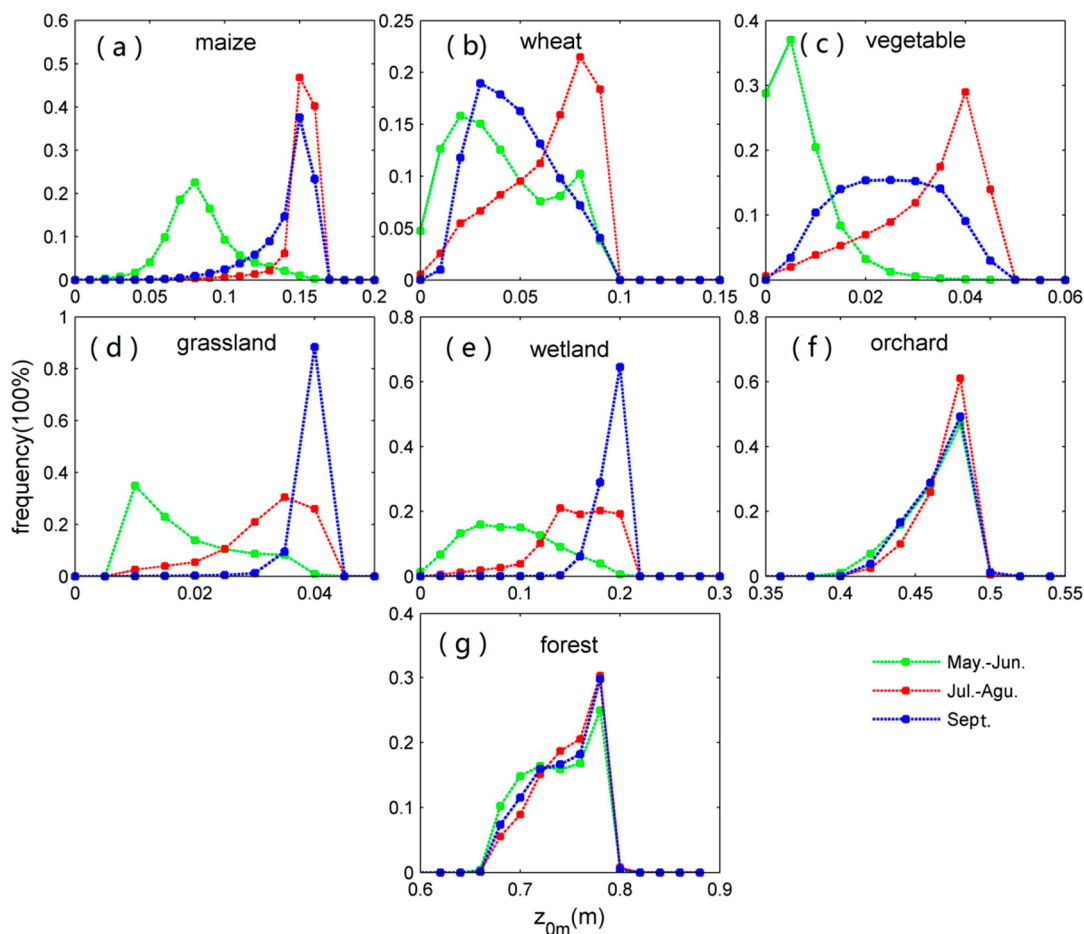 ( a ) maize
0.6
0.5
0.4
0.3
0.2
0.1
0
0 0.05 0.1 0.15 0.2
( b ) wheat
0.25
0.20
0.15
0.10
0.05
0
0 0.05 0.1 0.15
( c ) vegetable
0.4
0.3
0.2
0.1
0
0 0.02 0.04 0.06
( d ) grassland
1
0.8
0.6
0.4
0.2
0
0 0.02 0.04
( e ) wetland
0.8
0.6
0.4
0.2
0
0 0.1 0.2 0.3
( f ) orchard
0.8
0.6
0.4
0.2
0
0.35 0.4 0.45 0.5 0.55
( g ) forest
0.4
0.3
0.2
0.1
0
0.6 0.7 0.8 0.9
frequency(100%)
z0m(m)
May.-Jun.
Jul.-Agu.
Sept.